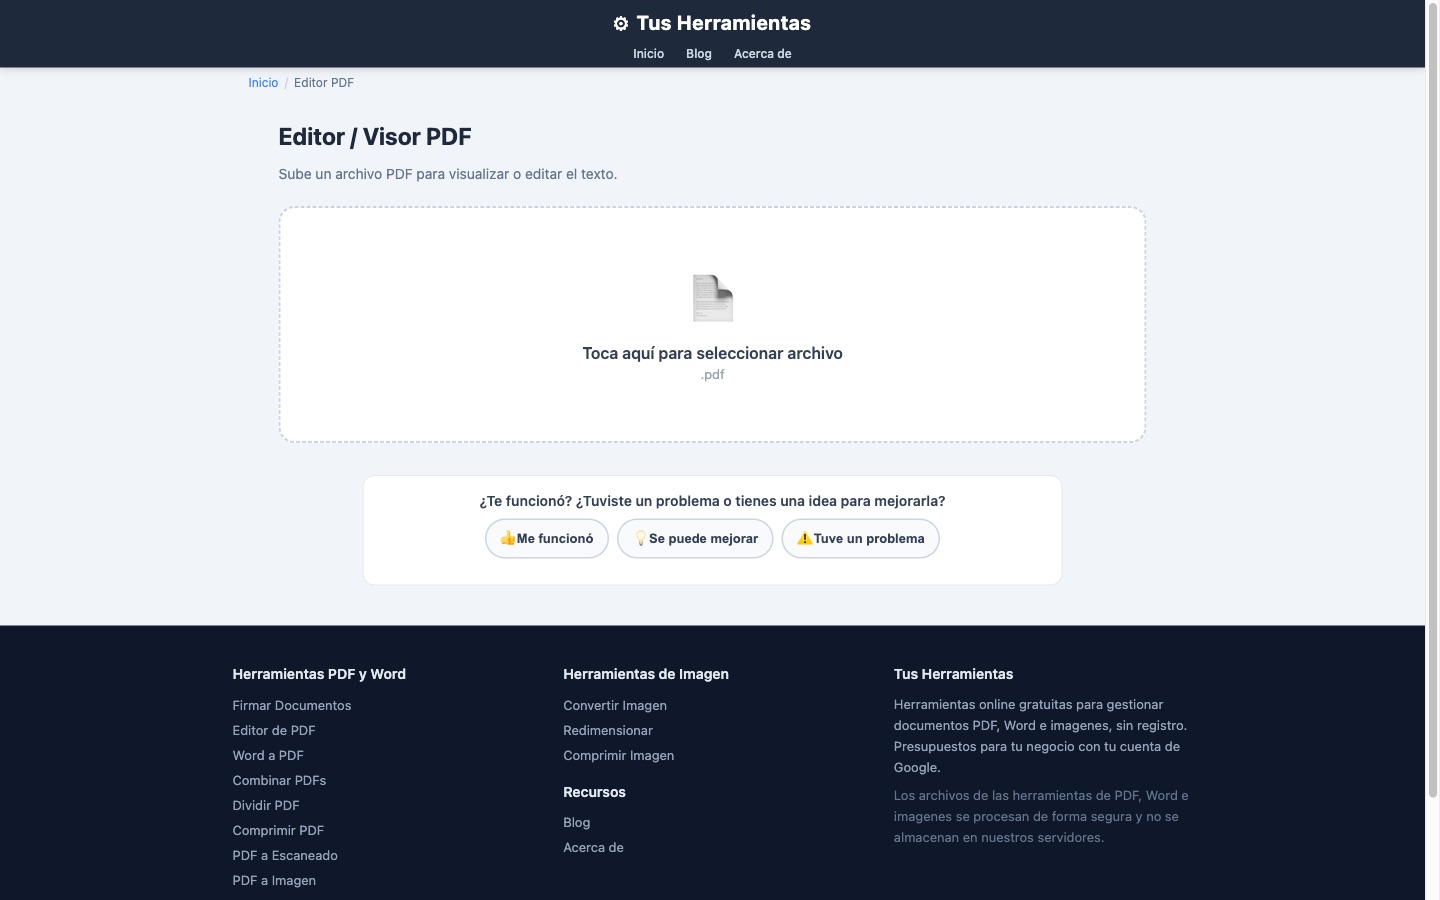 ⚙ Tus Herramientas
Inicio Blog Acerca de
Inicio / Editor PDF
Editor / Visor PDF
Sube un archivo PDF para visualizar o editar el texto.
Toca aquí para seleccionar archivo
.pdf
¿Te funcionó? ¿Tuviste un problema o tienes una idea para mejorarla?
👍Me funcionó 💡Se puede mejorar ⚠️Tuve un problema
Herramientas PDF y Word
Firmar Documentos
Editor de PDF
Word a PDF
Combinar PDFs
Dividir PDF
Comprimir PDF
PDF a Escaneado
PDF a Imagen
Herramientas de Imagen
Convertir Imagen
Redimensionar
Comprimir Imagen
Recursos
Blog
Acerca de
Tus Herramientas
Herramientas online gratuitas para gestionar
documentos PDF, Word e imagenes, sin registro.
Presupuestos para tu negocio con tu cuenta de
Google.
Los archivos de las herramientas de PDF, Word e
imagenes se procesan de forma segura y no se
almacenan en nuestros servidores.